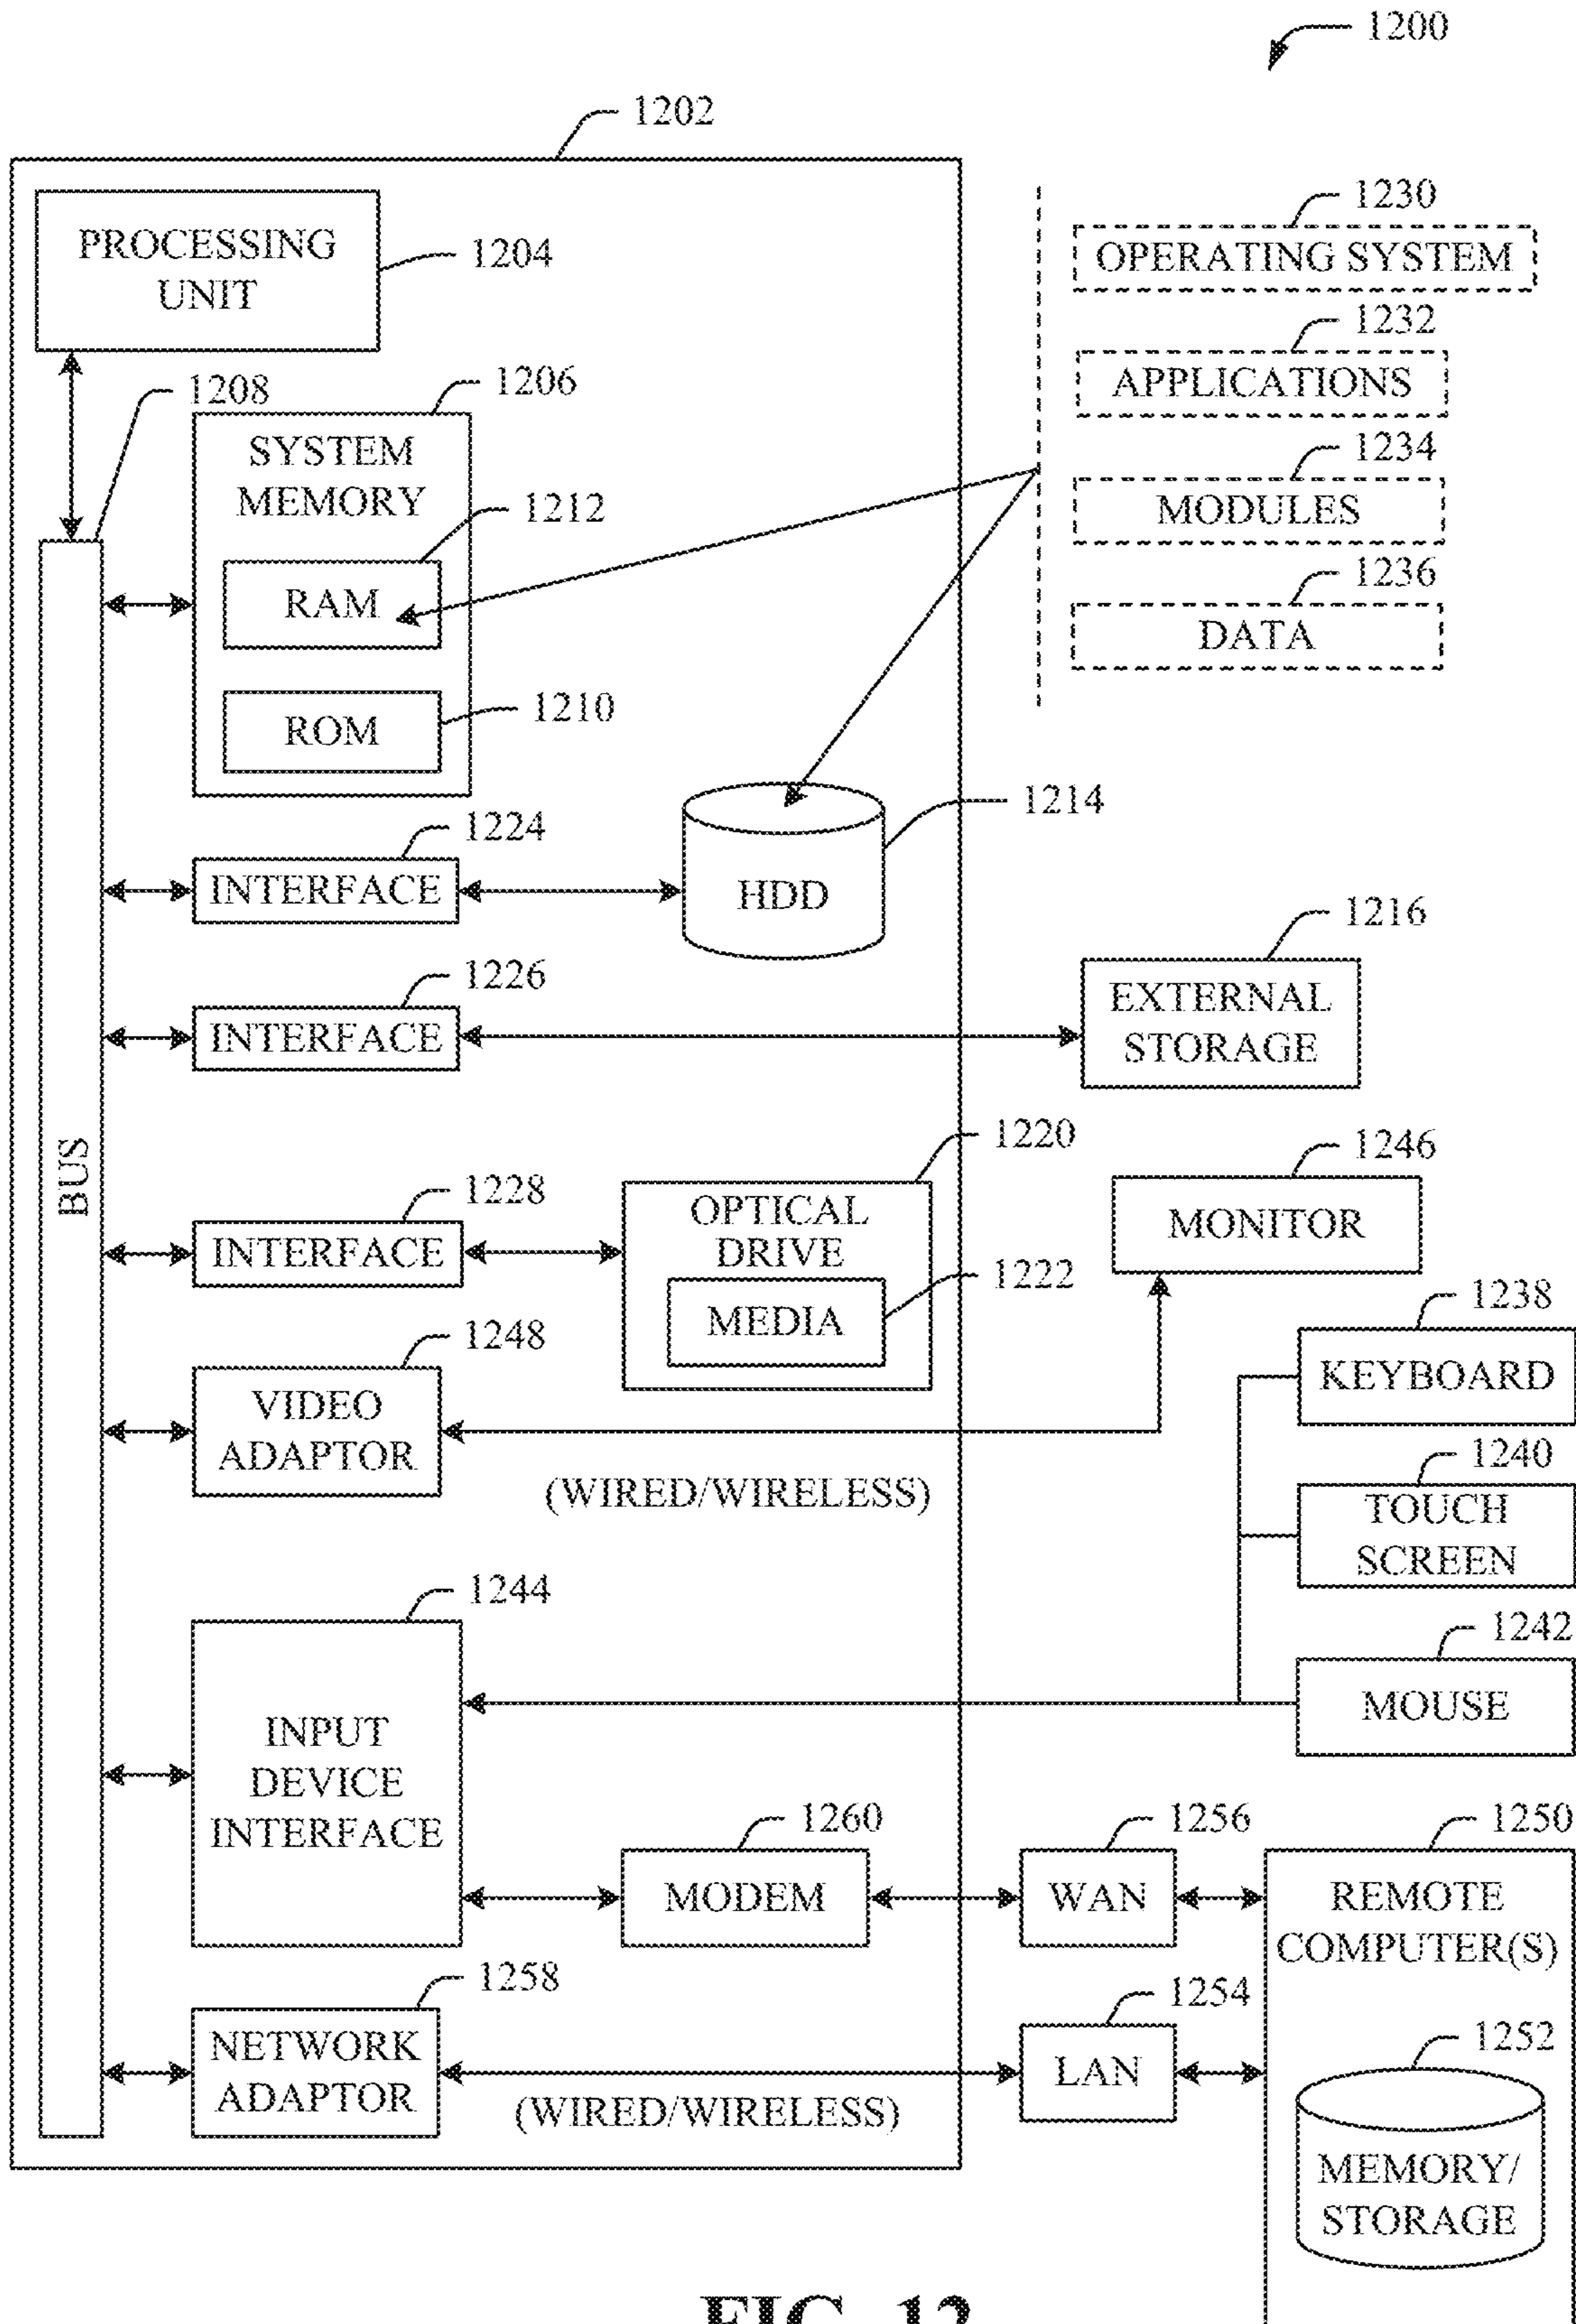 1200
1202
PROCESSING
UNIT
1204
1230
OPERATING SYSTEM
1232
APPLICATIONS
1234
MODULES
1236
DATA
1208
1206
SYSTEM
MEMORY
1212
RAM
1210
ROM
1224
INTERFACE
1214
HDD
1226
INTERFACE
1216
EXTERNAL
STORAGE
BUS
1228
INTERFACE
1220
OPTICAL
DRIVE
1222
MEDIA
1246
MONITOR
1248
VIDEO
ADAPTOR
(WIRED/WIRELESS)
1238
KEYBOARD
1240
TOUCH
SCREEN
1242
MOUSE
1244
INPUT
DEVICE
INTERFACE
1260
MODEM
1256
WAN
1250
REMOTE
COMPUTER(S)
1258
NETWORK
ADAPTOR
(WIRED/WIRELESS)
1254
LAN
1252
MEMORY/
STORAGE
FIG. 12